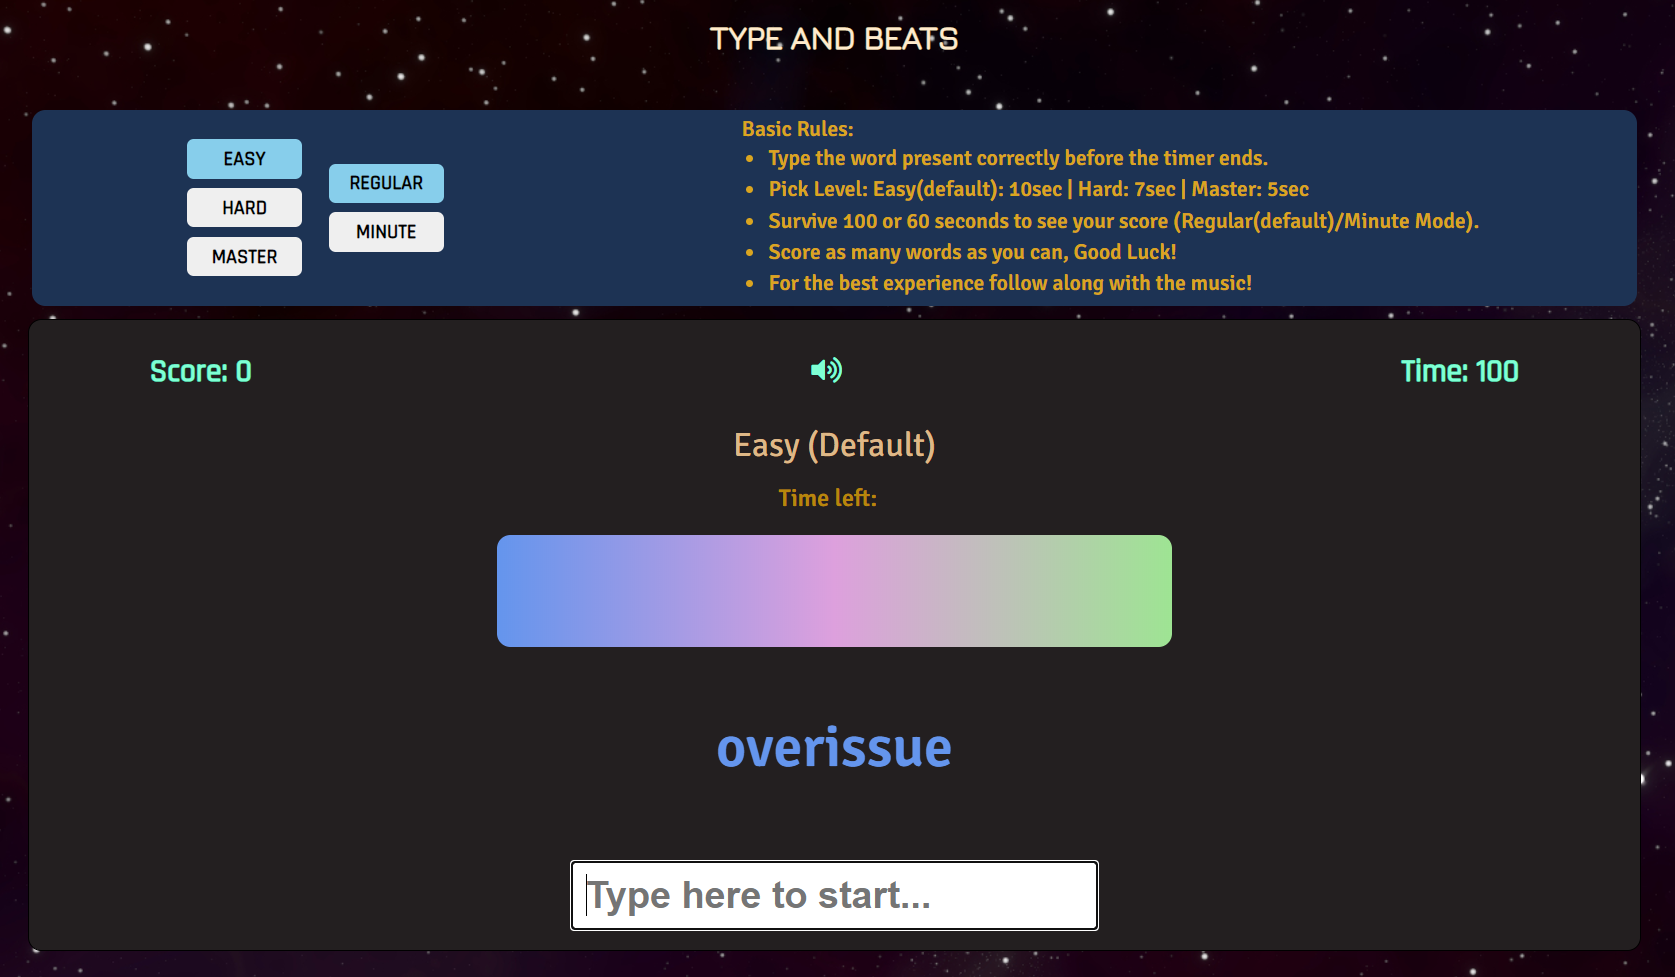 TYPE AND BEATS
EASY
HARD
MASTER
REGULAR
MINUTE
Basic Rules:
Type the word present correctly before the timer ends.
Pick Level: Easy(default): 10sec | Hard: 7sec | Master: 5sec
Survive 100 or 60 seconds to see your score (Regular(default)/Minute Mode).
Score as many words as you can, Good Luck!
For the best experience follow along with the music!
Score: 0
Time: 100
Easy (Default)
Time left:
overissue
Type here to start...